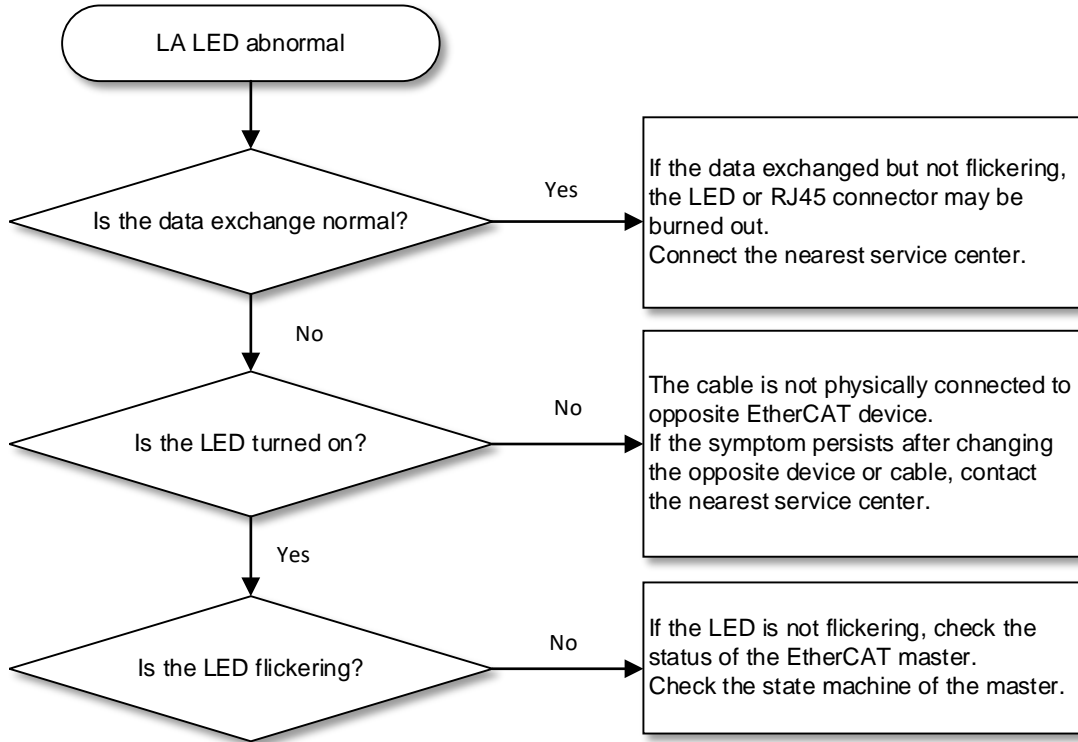 LA LED abnormal
Is the data exchange normal?
Yes
If the data exchanged but not flickering,
the LED or RJ45 connector may be
burned out.
Connect the nearest service center.
No
Is the LED turned on?
No
The cable is not physically connected to
opposite EtherCAT device.
If the symptom persists after changing
the opposite device or cable, contact
the nearest service center.
Yes
Is the LED flickering?
No
If the LED is not flickering, check the
status of the EtherCAT master.
Check the state machine of the master.